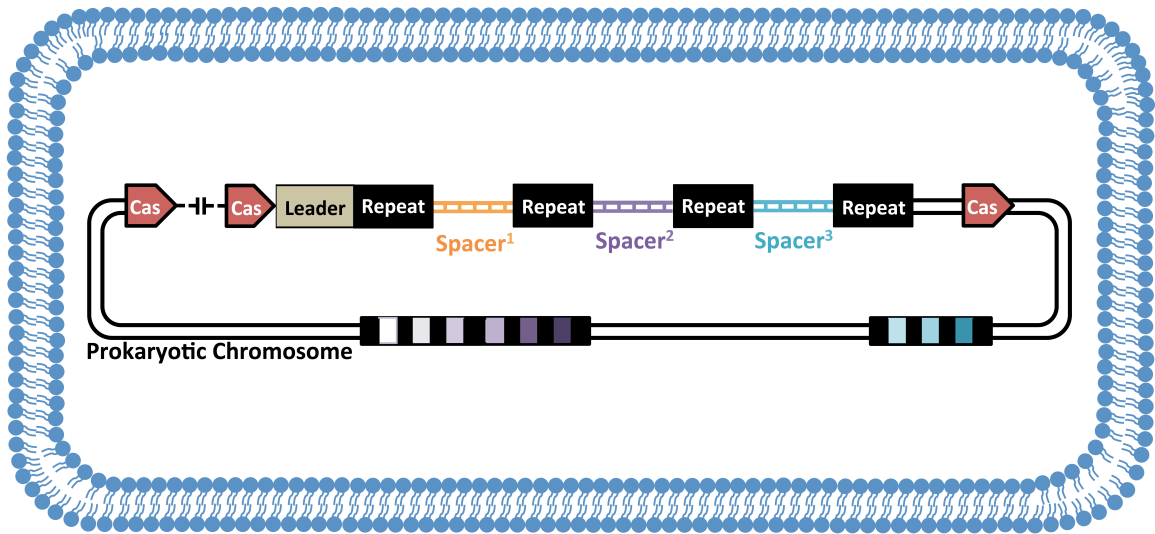 Cas Cas Leader Repeat Repeat Repeat Repeat Cas
Spacer¹ Spacer² Spacer³
Prokaryotic Chromosome